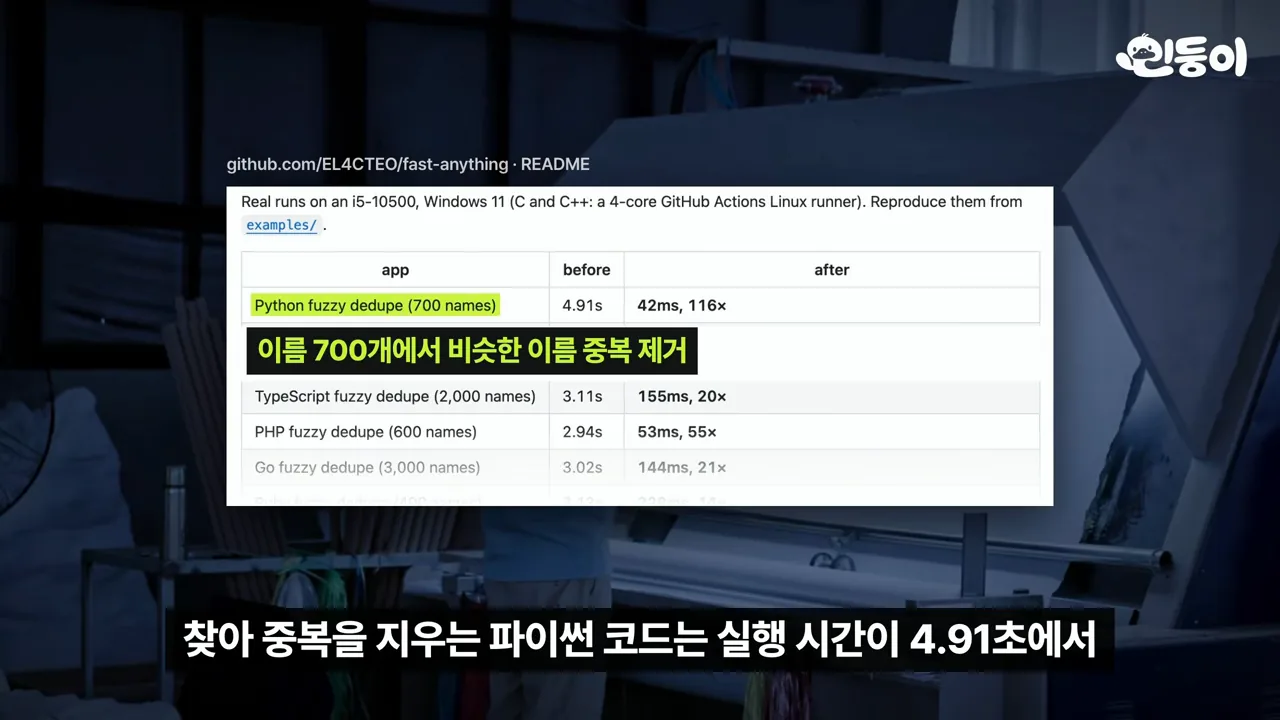 인둥이
github.com/EL4CTEO/fast-anything · README
Real runs on an i5-10500, Windows 11 (C and C++: a 4-core GitHub Actions Linux runner). Reproduce them from
examples/ .
app before after
Python fuzzy dedupe (700 names) 4.91s 42ms, 116×
이름 700개에서 비슷한 이름 중복 제거
TypeScript fuzzy dedupe (2,000 names) 3.11s 155ms, 20×
PHP fuzzy dedupe (600 names) 2.94s 53ms, 55×
Go fuzzy dedupe (3,000 names) 3.02s 144ms, 21×
찾아 중복을 지우는 파이썬 코드는 실행 시간이 4.91초에서